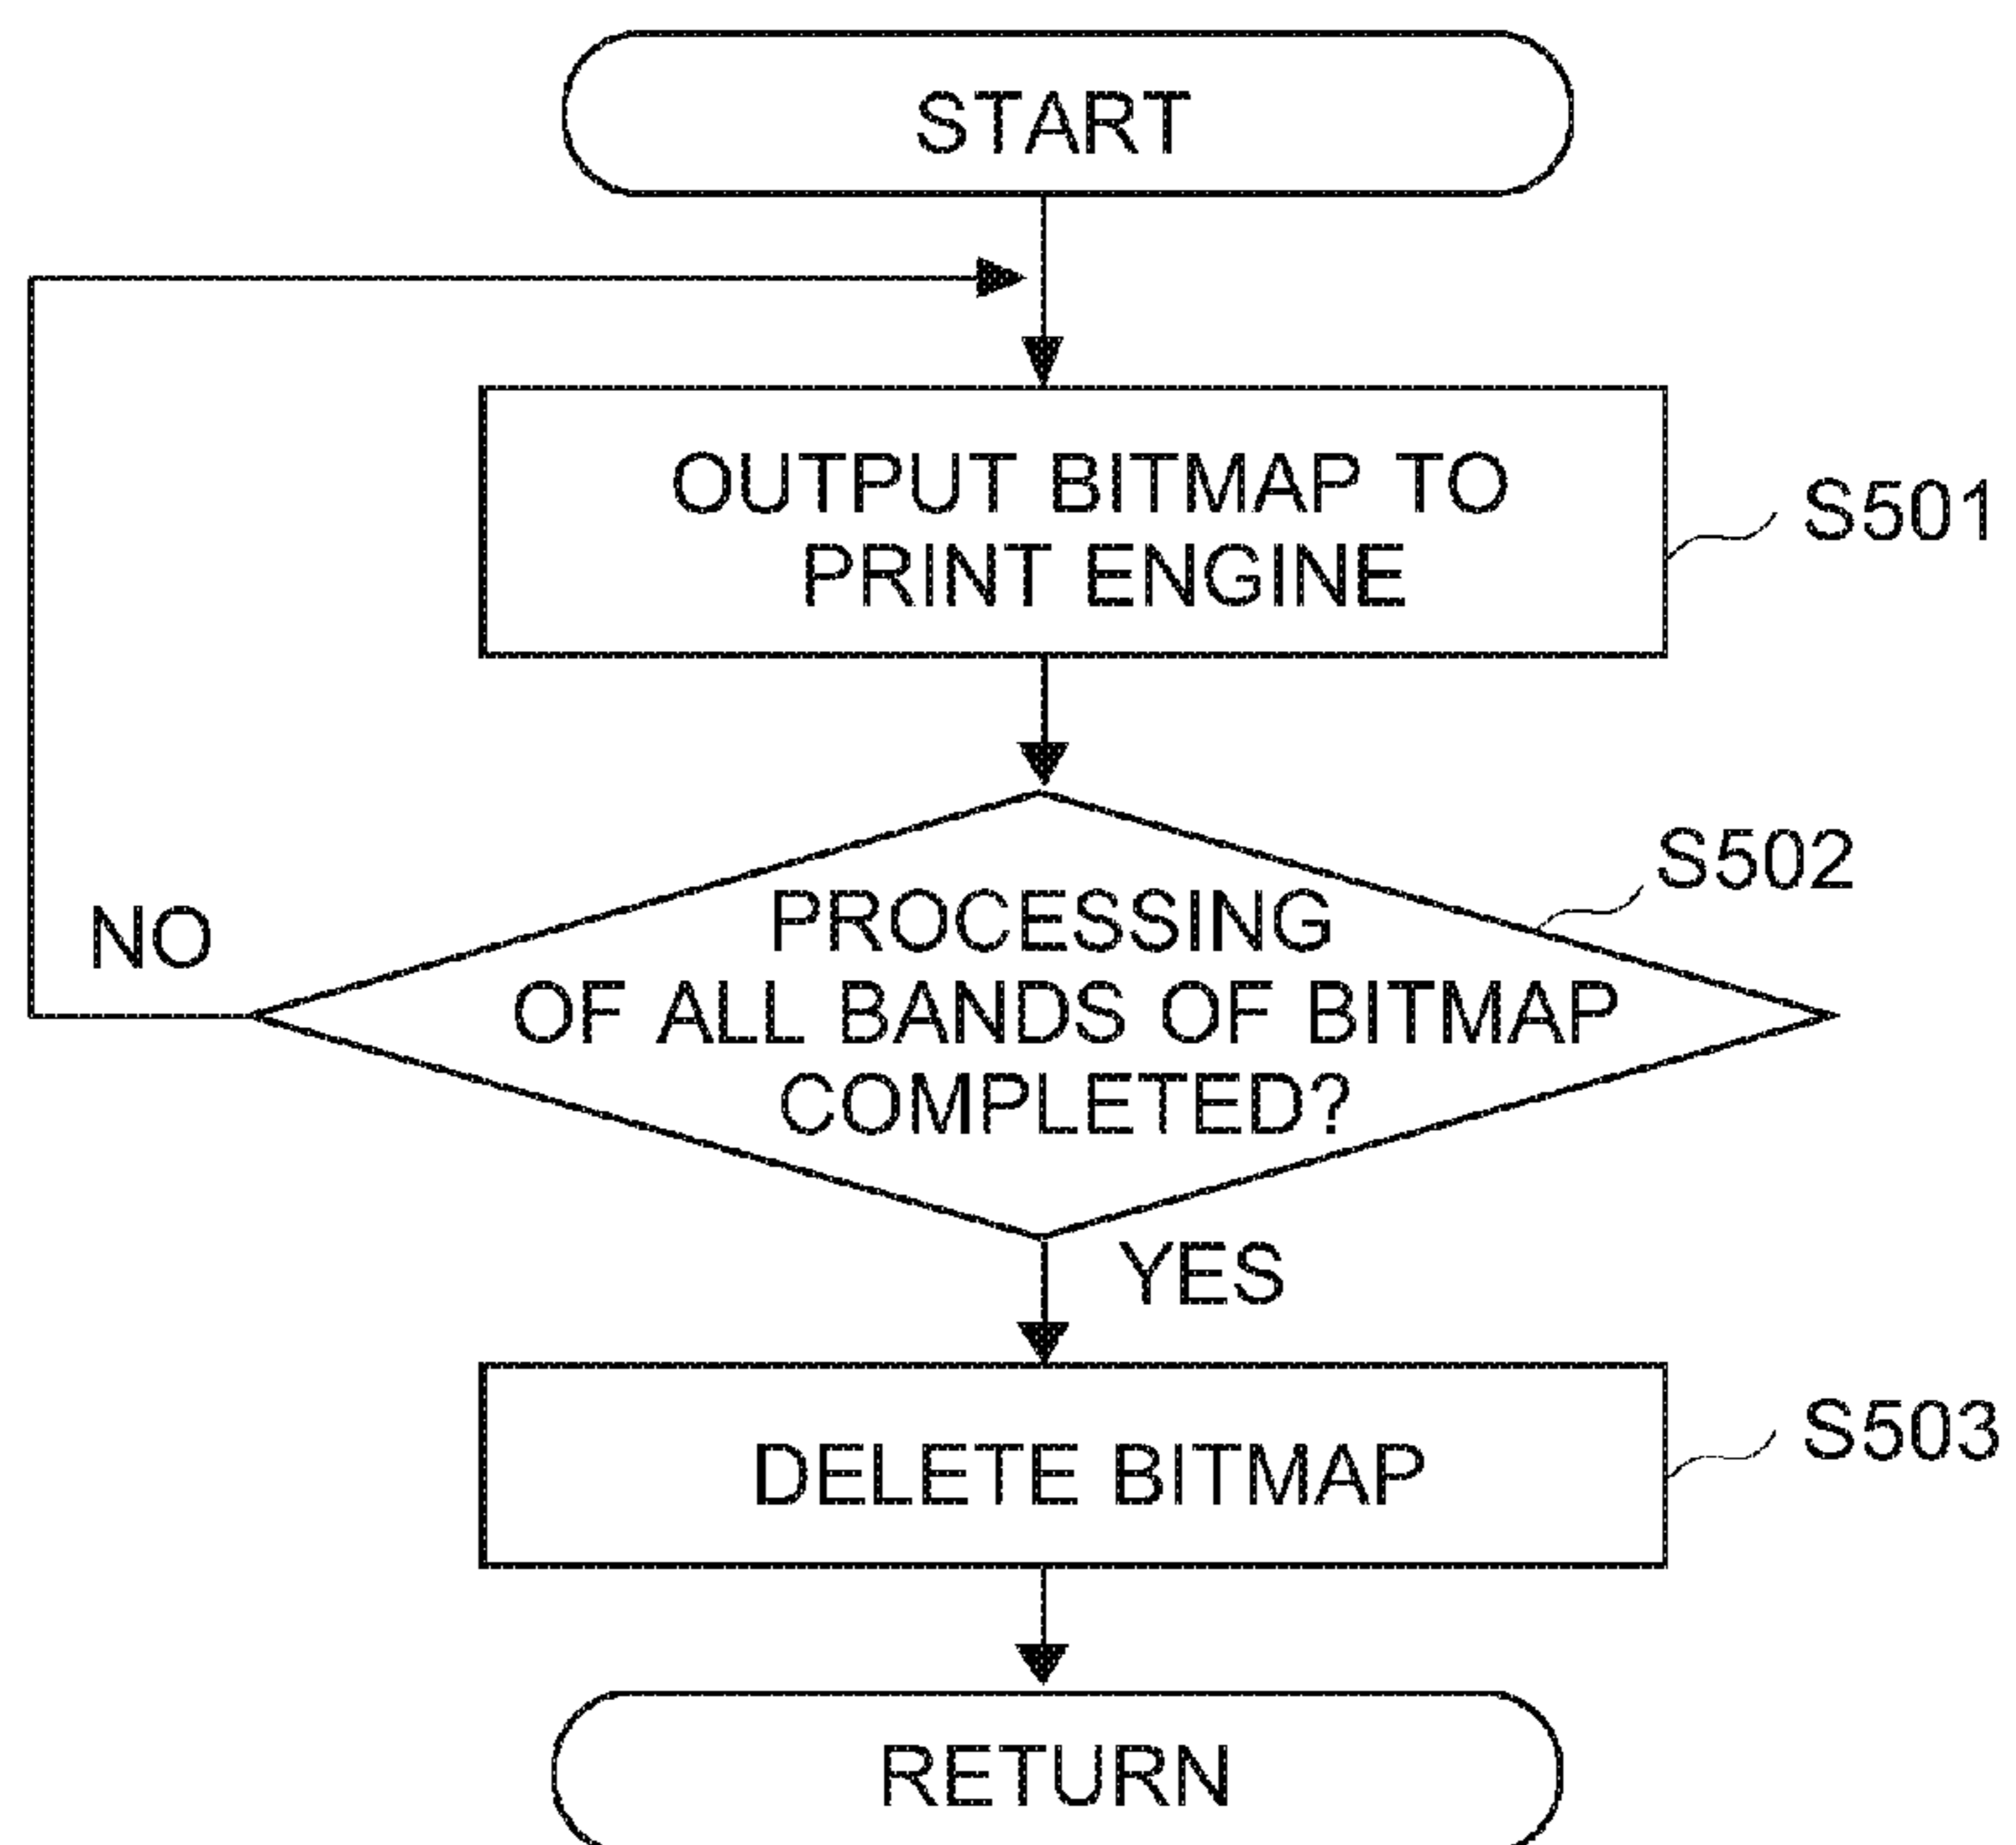 START
OUTPUT BITMAP TO
PRINT ENGINE
S501
S502
PROCESSING
OF ALL BANDS OF BITMAP
COMPLETED?
NO
YES
DELETE BITMAP
S503
RETURN